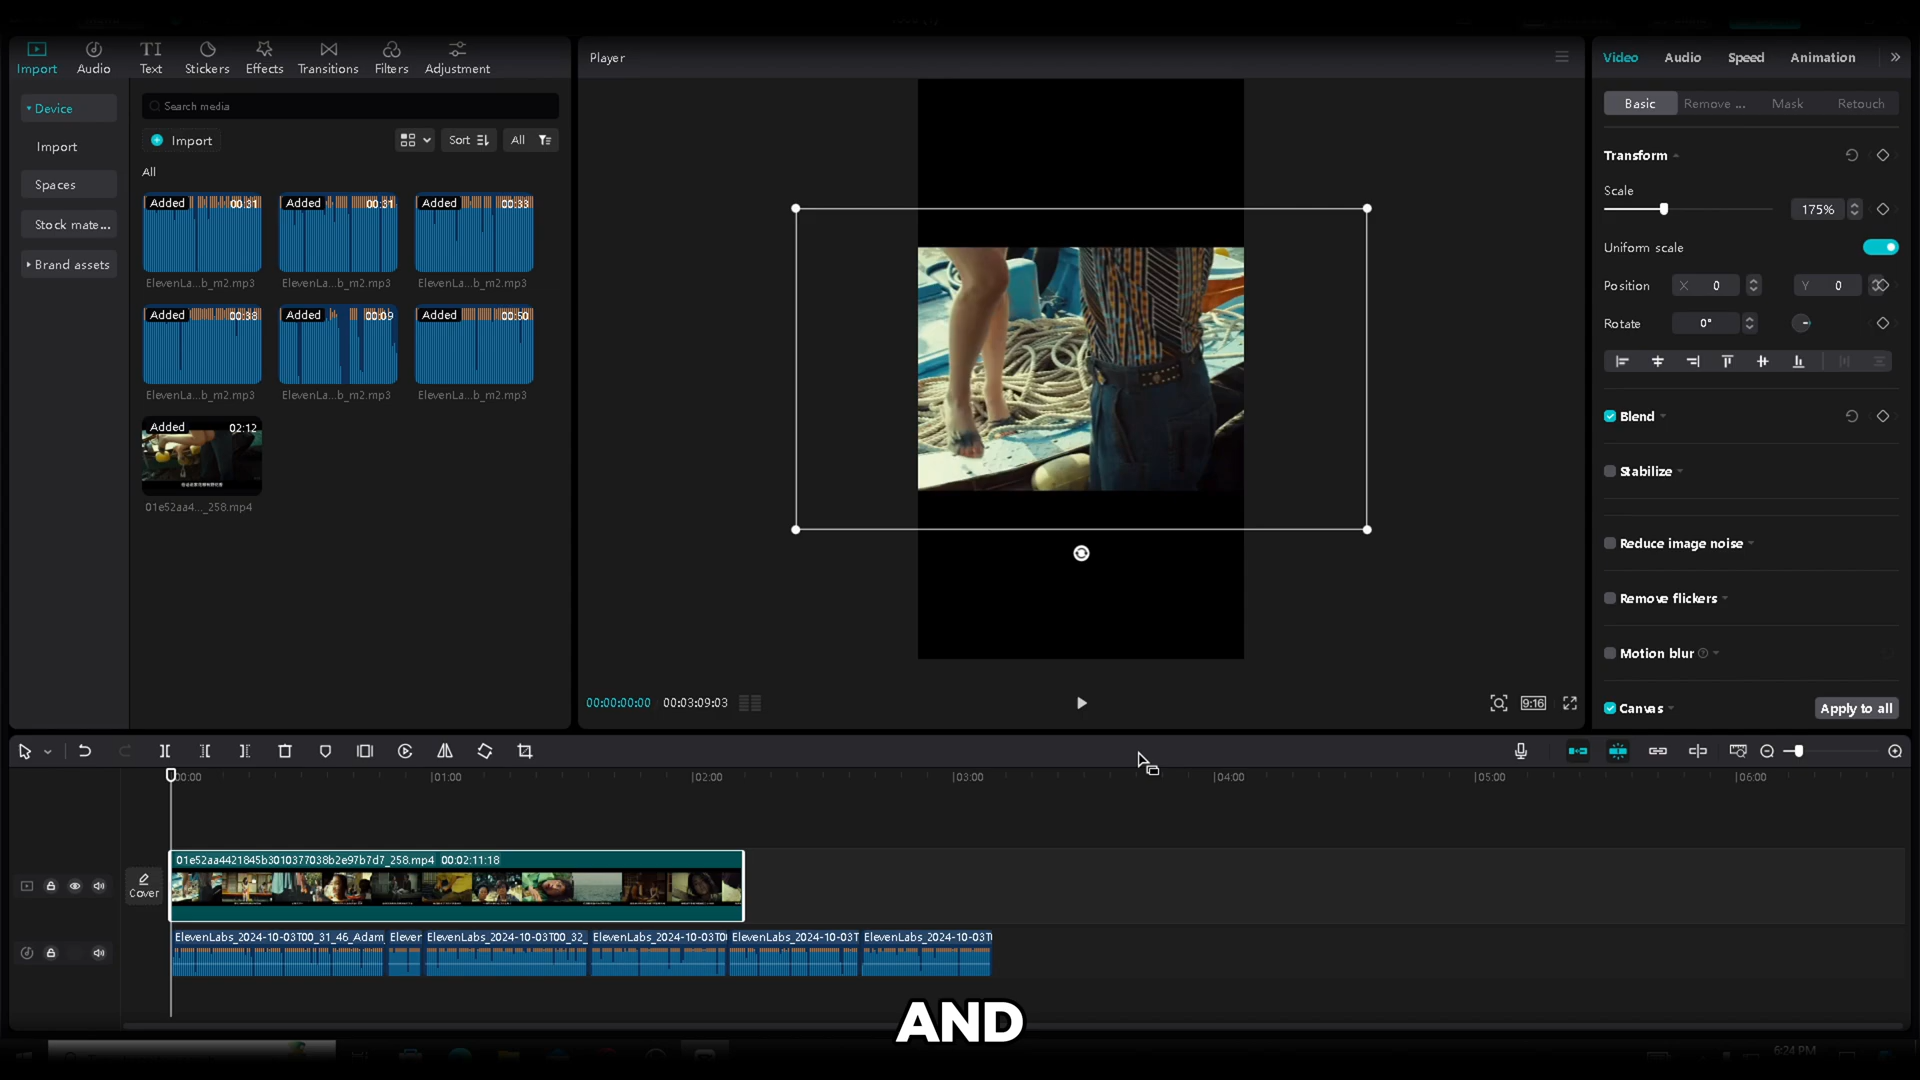 Import
Audio
Text
Stickers
Effects
Transitions
Filters
Adjustment
Device
Import
Spaces
Stock mate...
Brand assets
Search media
Import
Sort
All
All
Added 00:31
ElevenLa...b_m2.mp3
Added 00:31
ElevenLa...b_m2.mp3
Added 00:33
ElevenLa...b_m2.mp3
Added 00:38
ElevenLa...b_m2.mp3
Added 00:09
ElevenLa...b_m2.mp3
Added 00:50
ElevenLa...b_m2.mp3
Added 02:12
01e52aa4..._258.mp4
Player
00:00:00:00 00:03:09:03
9:16
Video Audio Speed Animation
Basic Remove ... Mask Retouch
Transform
Scale
175%
Uniform scale
Position X 0 Y 0
Rotate 0°
Blend
Stabilize
Reduce image noise
Remove flickers
Motion blur
Canvas
Apply to all
00:00 01:00 02:00 03:00 04:00 05:00 06:00
Cover
01e52aa4421845b3010377038b2e97b7d7_258.mp4 00:02:11:18
ElevenLabs_2024-10-03T00_31_46_Adam
Elever
ElevenLabs_2024-10-03T00_32_
ElevenLabs_2024-10-03T0
ElevenLabs_2024-10-03T
ElevenLabs_2024-10-03T
AND
6:24 PM